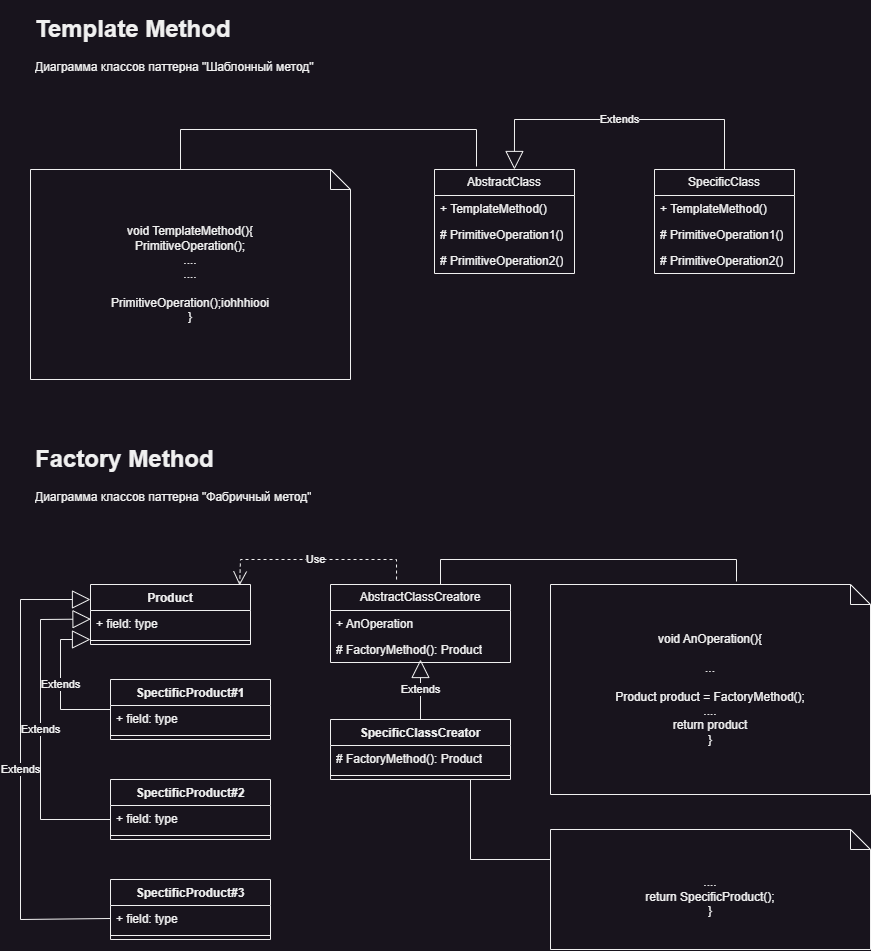 Template Method
Диаграмма классов паттерна "Шаблонный метод"
Extends
void TemplateMethod(){
PrimitiveOperation();
....
....
PrimitiveOperation();iohhhiooi
}
AbstractClass
+ TemplateMethod()
# PrimitiveOperation1()
# PrimitiveOperation2()
SpecificClass
+ TemplateMethod()
# PrimitiveOperation1()
# PrimitiveOperation2()
Factory Method
Диаграмма классов паттерна "Фабричный метод"
Use
Product
+ field: type
Extends
SpectificProduct#1
+ field: type
Extends
SpectificProduct#2
+ field: type
Extends
SpectificProduct#3
+ field: type
AbstractClassCreatore
+ AnOperation
# FactoryMethod(): Product
Extends
SpecificClassCreator
# FactoryMethod(): Product
void AnOperation(){
...
Product product = FactoryMethod();
....
return product
}
....
return SpecificProduct();
}